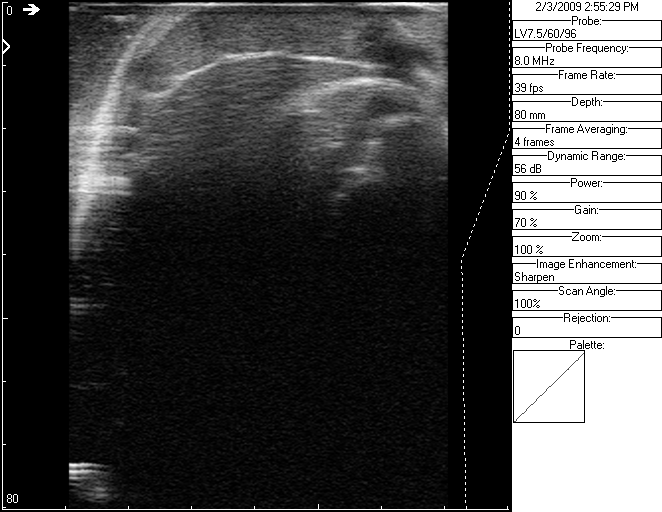 0
80
2/3/2009 2:55:29 PM
Probe:
LV7.5/60/96
Probe Frequency:
8.0 MHz
Frame Rate:
39 fps
Depth:
80 mm
Frame Averaging:
4 frames
Dynamic Range:
56 dB
Power:
90 %
Gain:
70 %
Zoom:
100 %
Image Enhancement:
Sharpen
Scan Angle:
100%
Rejection:
0
Palette: